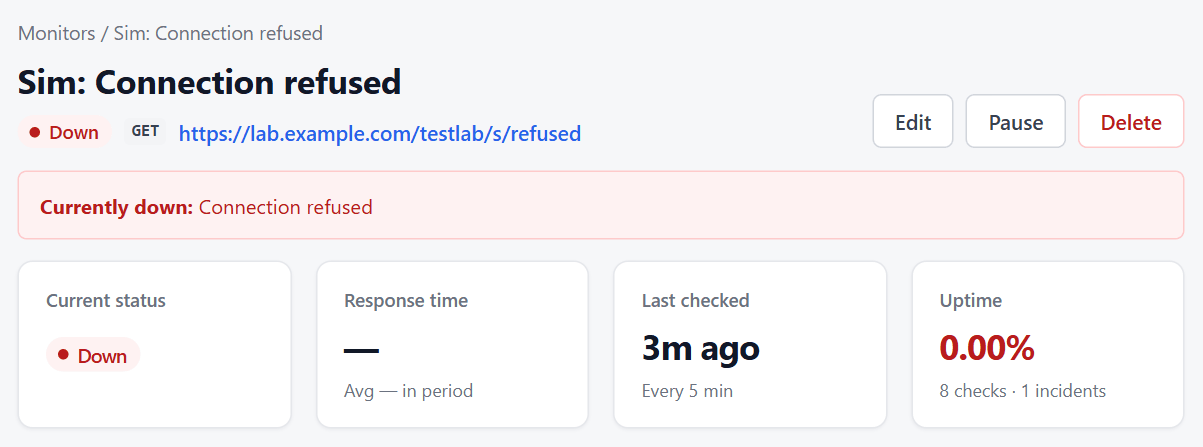 Monitors / Sim: Connection refused
Sim: Connection refused
Down GET https://lab.example.com/testlab/s/refused
Edit Pause Delete
Currently down: Connection refused
Current status
Down
Response time
—
Avg — in period
Last checked
3m ago
Every 5 min
Uptime
0.00%
8 checks · 1 incidents